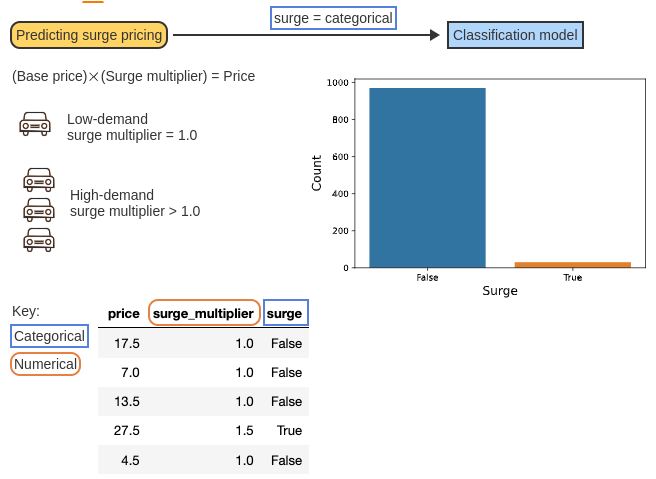 surge = categorical
Predicting surge pricing
Classification model
(Base price)×(Surge multiplier) = Price
Low-demand
surge multiplier = 1.0
High-demand
surge multiplier > 1.0
1000
800
600
400
200
0
Count
False True
Surge
Key:
Categorical
Numerical
price surge_multiplier surge
17.5 1.0 False
7.0 1.0 False
13.5 1.0 False
27.5 1.5 True
4.5 1.0 False